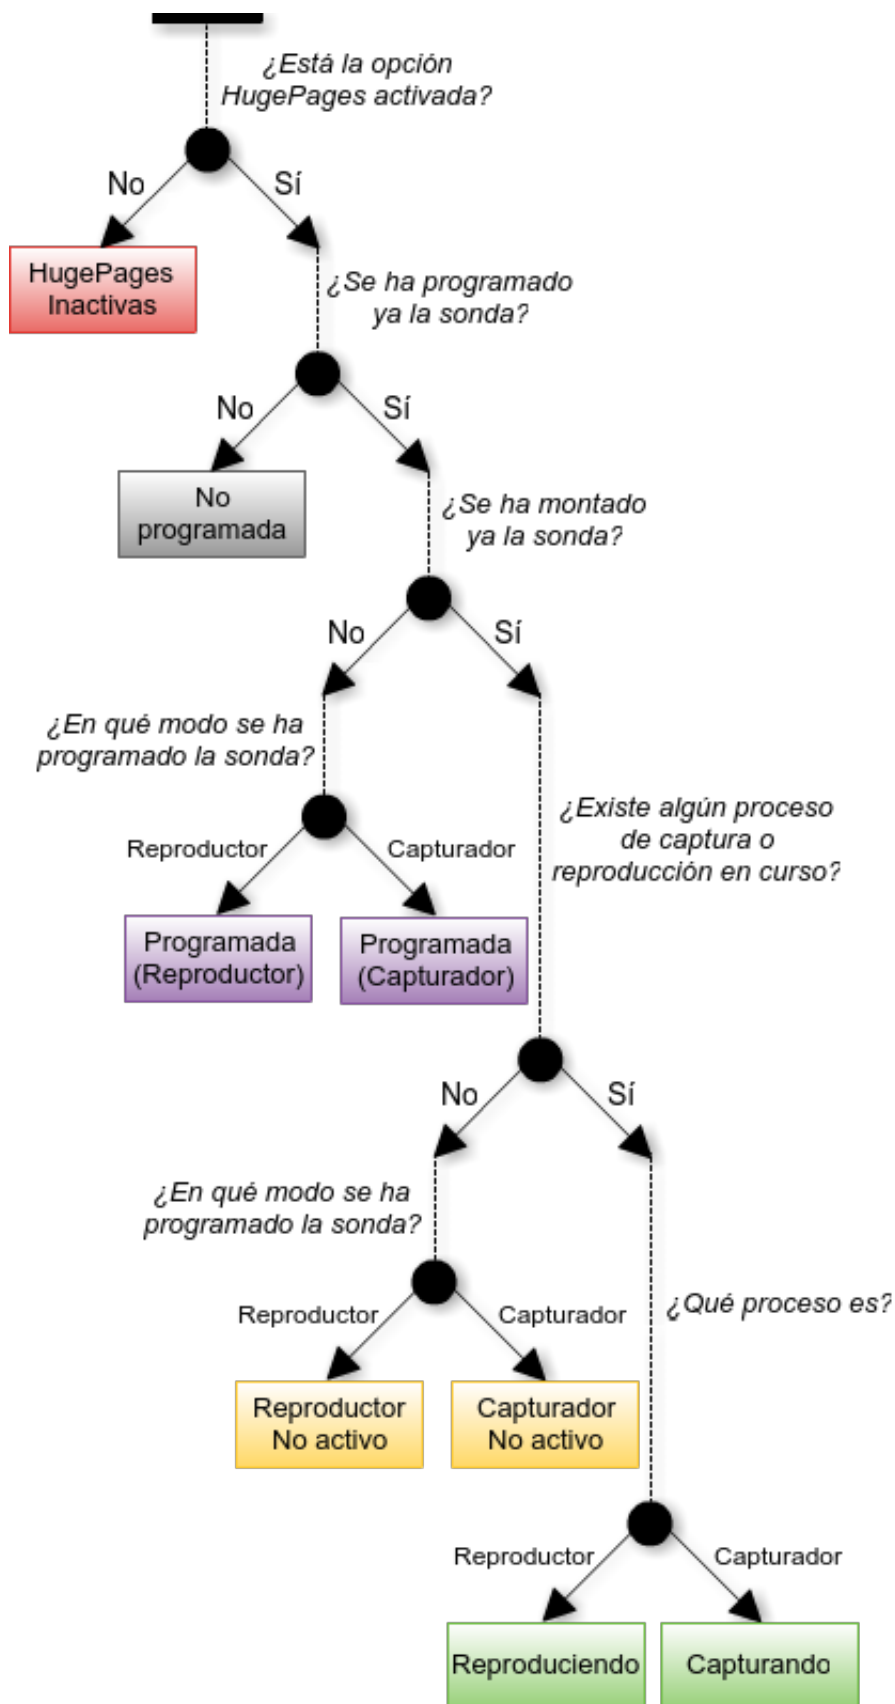 ¿Está la opción
HugePages activada?
No
Sí
HugePages
Inactivas
¿Se ha programado
ya la sonda?
No
Sí
No
programada
¿Se ha montado
ya la sonda?
No
Sí
¿En qué modo se ha
programado la sonda?
Reproductor
Capturador
Programada
(Reproductor)
Programada
(Capturador)
¿Existe algún proceso
de captura o
reproducción en curso?
No
Sí
¿En qué modo se ha
programado la sonda?
Reproductor
Capturador
Reproductor
No activo
Capturador
No activo
¿Qué proceso es?
Reproductor
Capturador
Reproduciendo
Capturando